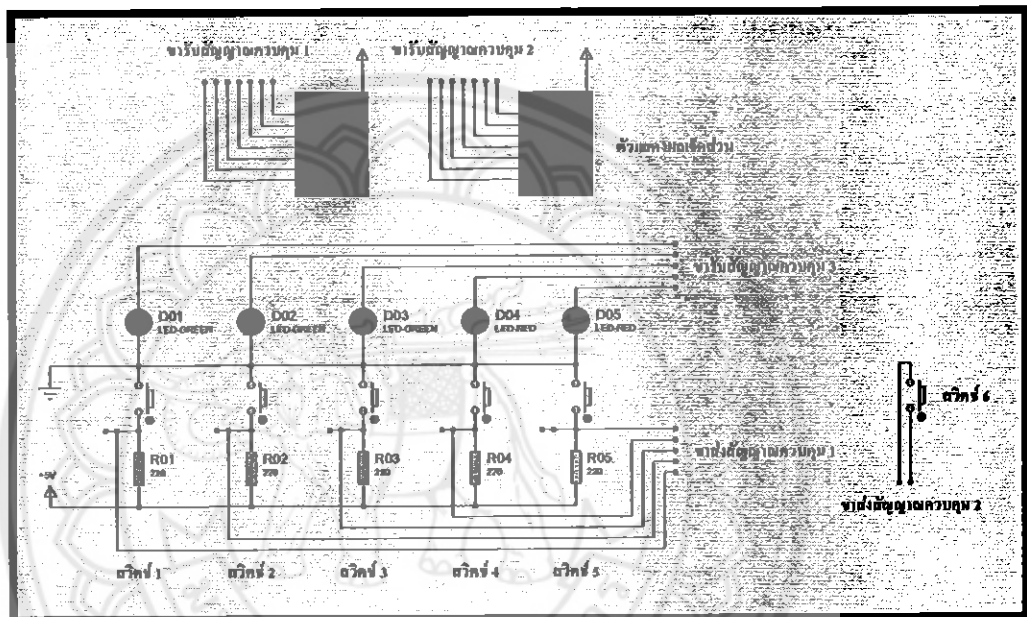 ขารับสัญญาณควบคุม 1
ขารับสัญญาณควบคุม 2
ตัวแสดงผลเจ็ดส่วน
ขารับสัญญาณควบคุม 3
D01
LED-GREEN
D02
LED-GREEN
D03
LED-GREEN
D04
LED-RED
D05
LED-RED
สวิตช์ 6
R01
220
R02
220
R03
220
R04
220
R05
220
ขาส่งสัญญาณควบคุม 1
ขาส่งสัญญาณควบคุม 2
สวิตช์ 1
สวิตช์ 2
สวิตช์ 3
สวิตช์ 4
สวิตช์ 5